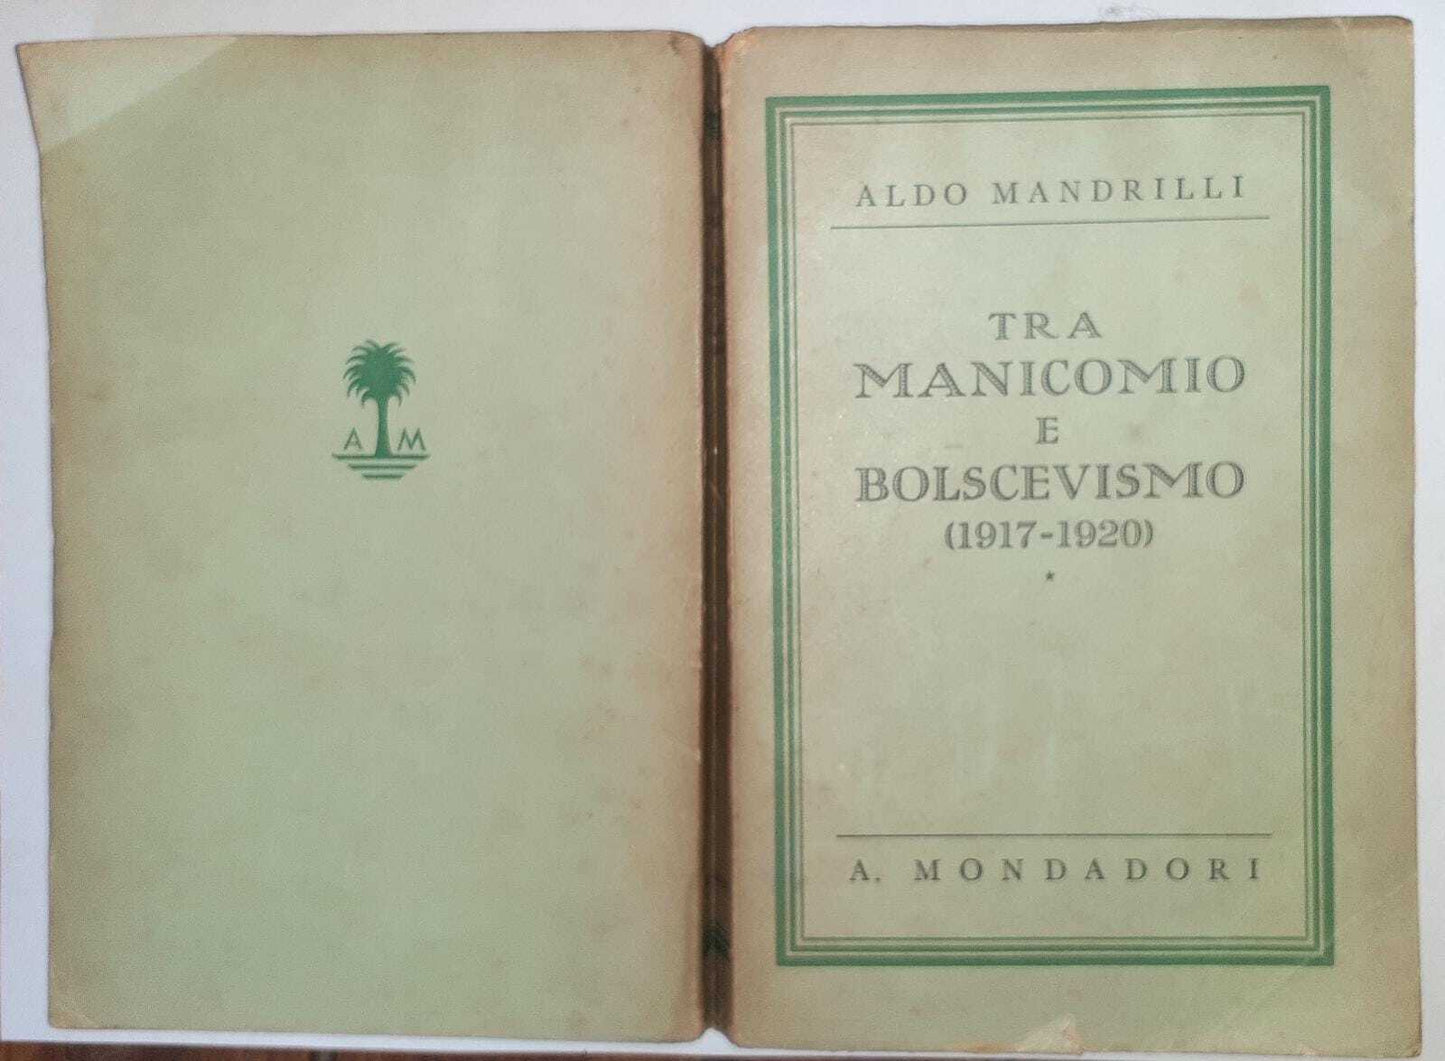 A M
ALDO MANDRILLI
TRA
MANICOMIO
E
BOLSCEVISMO
(1917-1920)
*
A. MONDADORI